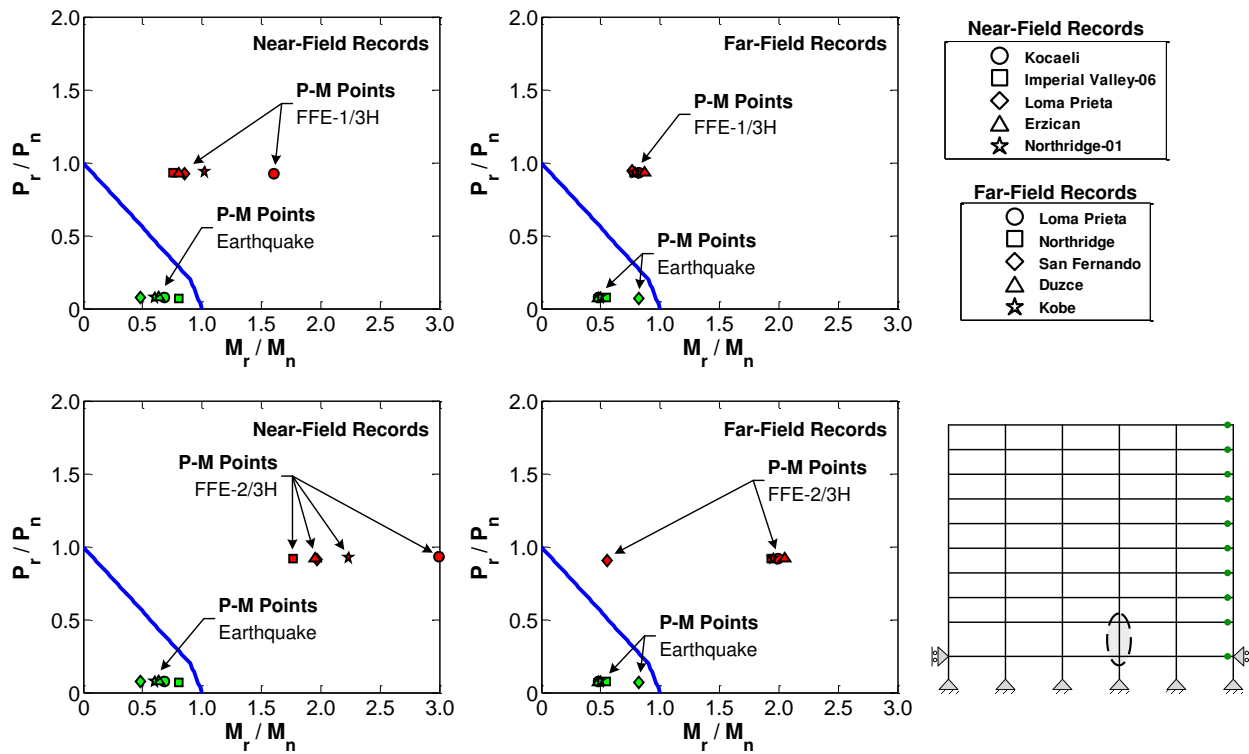 Near-Field Records
P-M Points
FFE-1/3H
P-M Points
Earthquake
2.0
1.5
1.0
0.5
0
0 0.5 1.0 1.5 2.0 2.5 3.0
P_r / P_n
M_r / M_n
Far-Field Records
P-M Points
FFE-1/3H
P-M Points
Earthquake
2.0
1.5
1.0
0.5
0
0 0.5 1.0 1.5 2.0 2.5 3.0
P_r / P_n
M_r / M_n
Near-Field Records
Kocaeli
Imperial Valley-06
Loma Prieta
Erzican
Northridge-01
Far-Field Records
Loma Prieta
Northridge
San Fernando
Duzce
Kobe
Near-Field Records
P-M Points
FFE-2/3H
P-M Points
Earthquake
2.0
1.5
1.0
0.5
0
0 0.5 1.0 1.5 2.0 2.5 3.0
P_r / P_n
M_r / M_n
Far-Field Records
P-M Points
FFE-2/3H
P-M Points
Earthquake
2.0
1.5
1.0
0.5
0
0 0.5 1.0 1.5 2.0 2.5 3.0
P_r / P_n
M_r / M_n